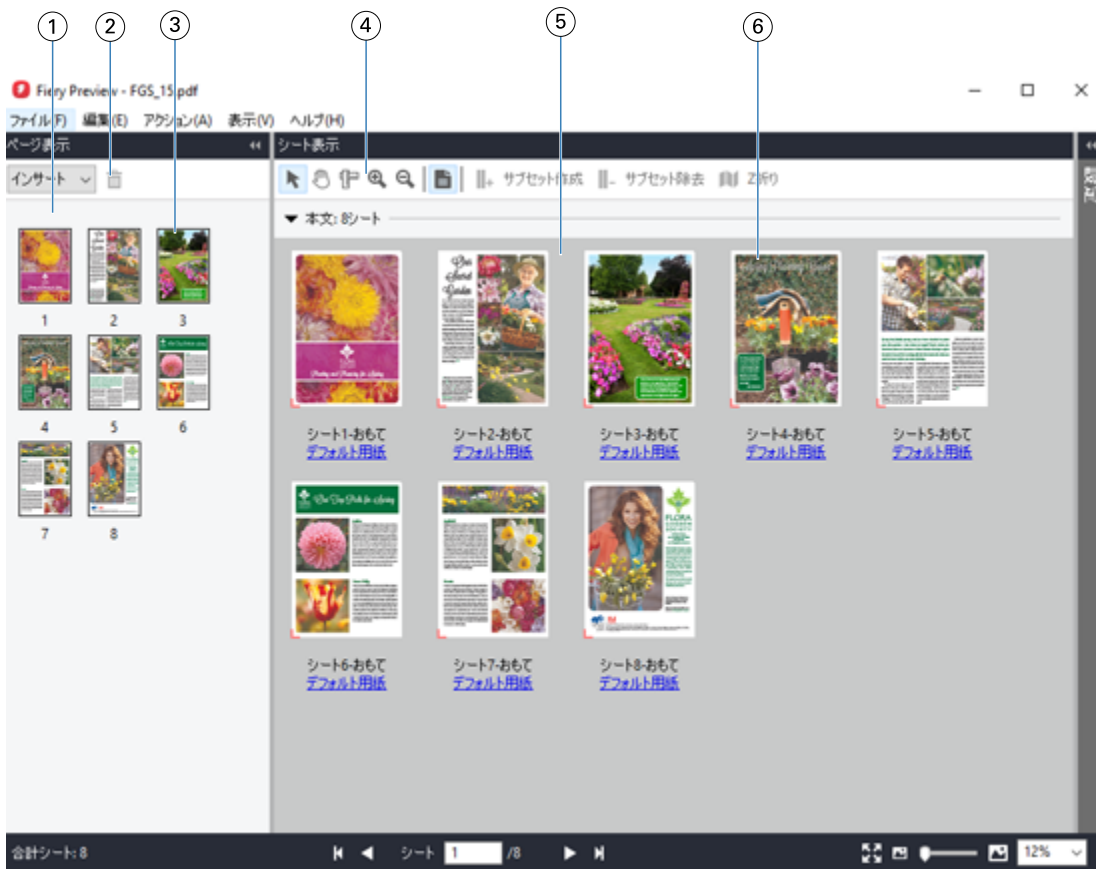 1 2 3 4 5 6
Fiery Preview - FGS_15.pdf
ファイル(F) 編集(E) アクション(A) 表示(V) ヘルプ(H)
ページ表示
シート表示
設定
インサート
サブセット作成 サブセット除去 Z折り
本文: 8シート
1 2 3
4 5 6
7 8
シート1-おもて シート2-おもて シート3-おもて シート4-おもて シート5-おもて
デフォルト用紙 デフォルト用紙 デフォルト用紙 デフォルト用紙 デフォルト用紙
Our Top Picks for Spring
FLORA
シート6-おもて シート7-おもて シート8-おもて
デフォルト用紙 デフォルト用紙 デフォルト用紙
合計シート: 8
シート 1 /8
12%